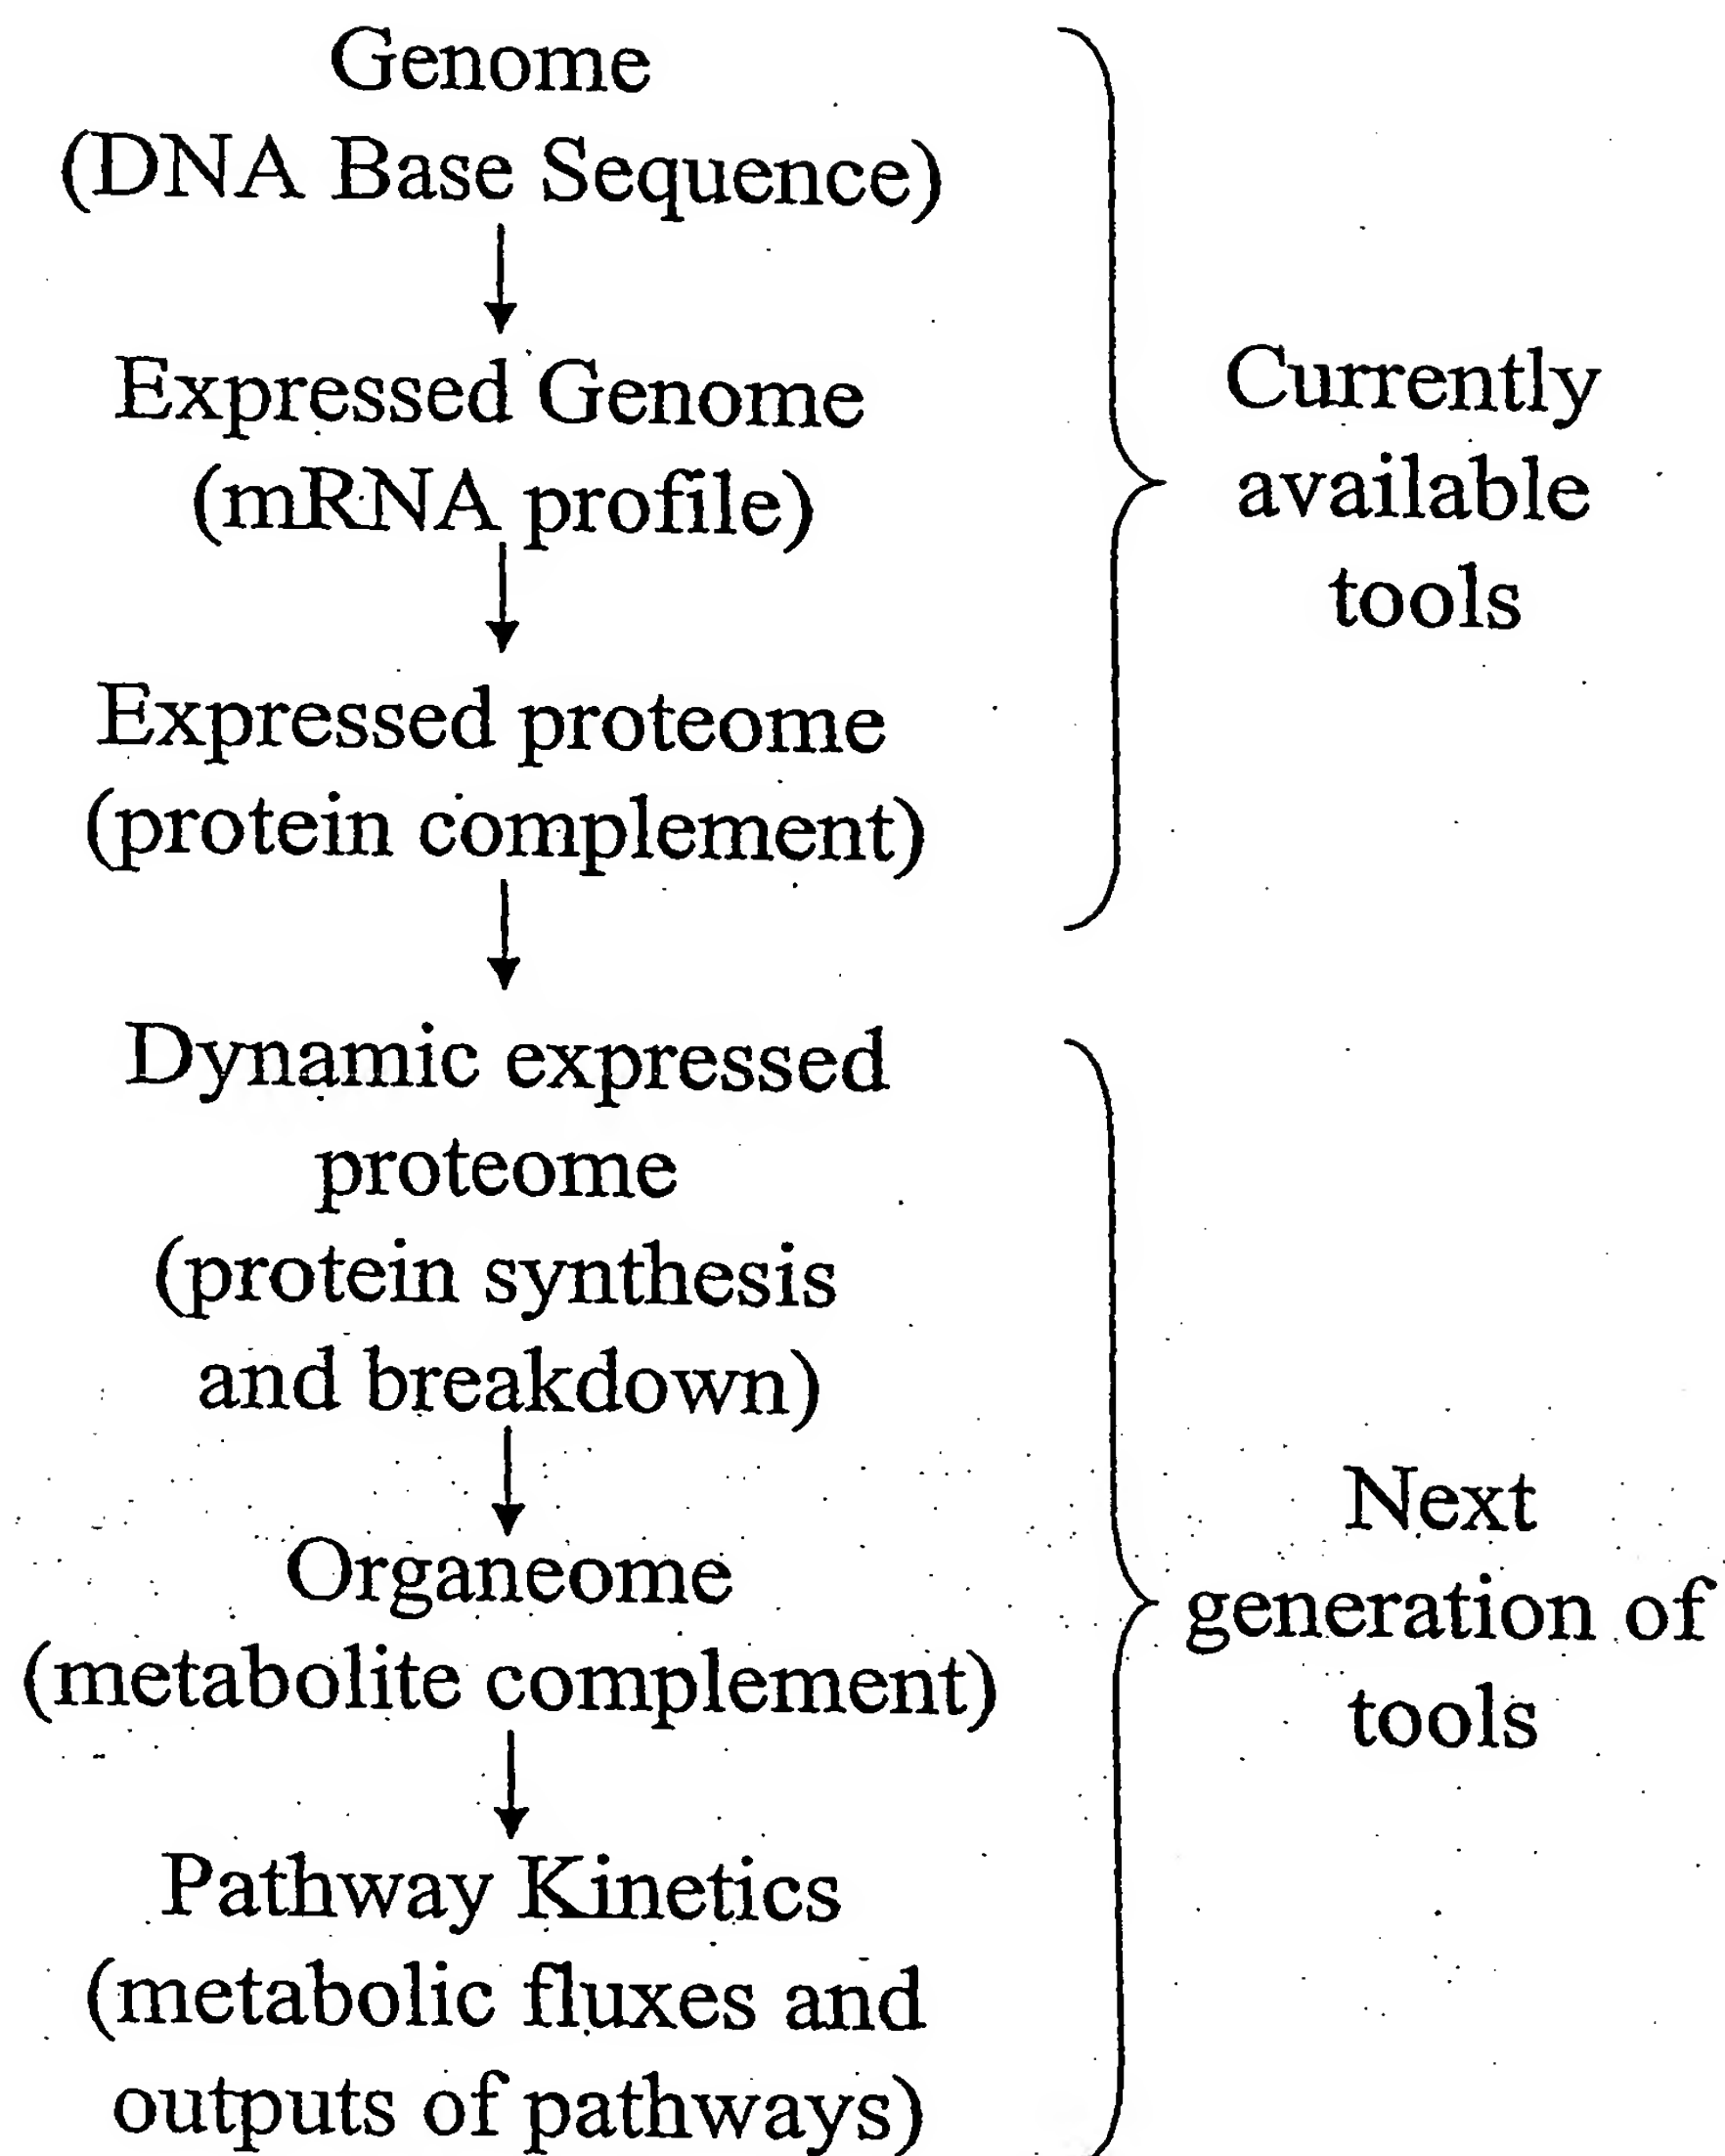 Genome
(DNA Base Sequence)
Expressed Genome
(mRNA profile)
Expressed proteome
(protein complement)
Currently
available
tools
Dynamic expressed
proteome
(protein synthesis
and breakdown)
Organeome
(metabolite complement)
Pathway Kinetics
(metabolic fluxes and
outputs of pathways)
Next
generation of
tools